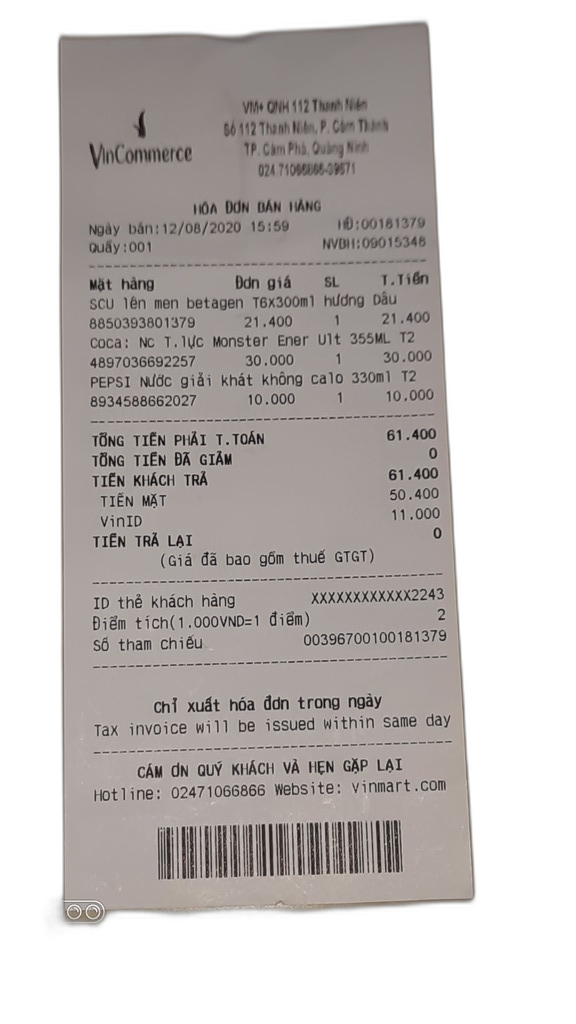 VinCommerce
VM+ QNH 112 Thanh Niên
Số 112 Thanh Niên, P. Cẩm Thành
TP. Cẩm Phả, Quảng Ninh
024.71066866-39671
HÓA ĐƠN BÁN HÀNG
Ngày bán:12/08/2020 15:59 HĐ:00181379
Quầy:001 NVBH:09015346
Mặt hàng Đơn giá SL T.Tiền
SCU lên men betagen T6X300ml hương Dâu
8850393801379 21.400 1 21.400
Coca: NC T.lực Monster Ener Ult 355ML T2
4897036692257 30.000 1 30.000
PEPSI Nước giải khát không calo 330ml T2
8934588662027 10.000 1 10.000
TỔNG TIỀN PHẢI T.TOÁN 61.400
TỔNG TIỀN ĐÃ GIẢM 0
TIỀN KHÁCH TRẢ 61.400
TIỀN MẶT 50.400
VinID 11.000
TIỀN TRẢ LẠI 0
(Giá đã bao gồm thuế GTGT)
ID thẻ khách hàng XXXXXXXXXXXX2243
Điểm tích(1.000VND=1 điểm) 2
Số tham chiếu 00396700100181379
Chỉ xuất hóa đơn trong ngày
Tax invoice will be issued within same day
CẢM ƠN QUÝ KHÁCH VÀ HẸN GẶP LẠI
Hotline: 02471066866 Website: vinmart.com